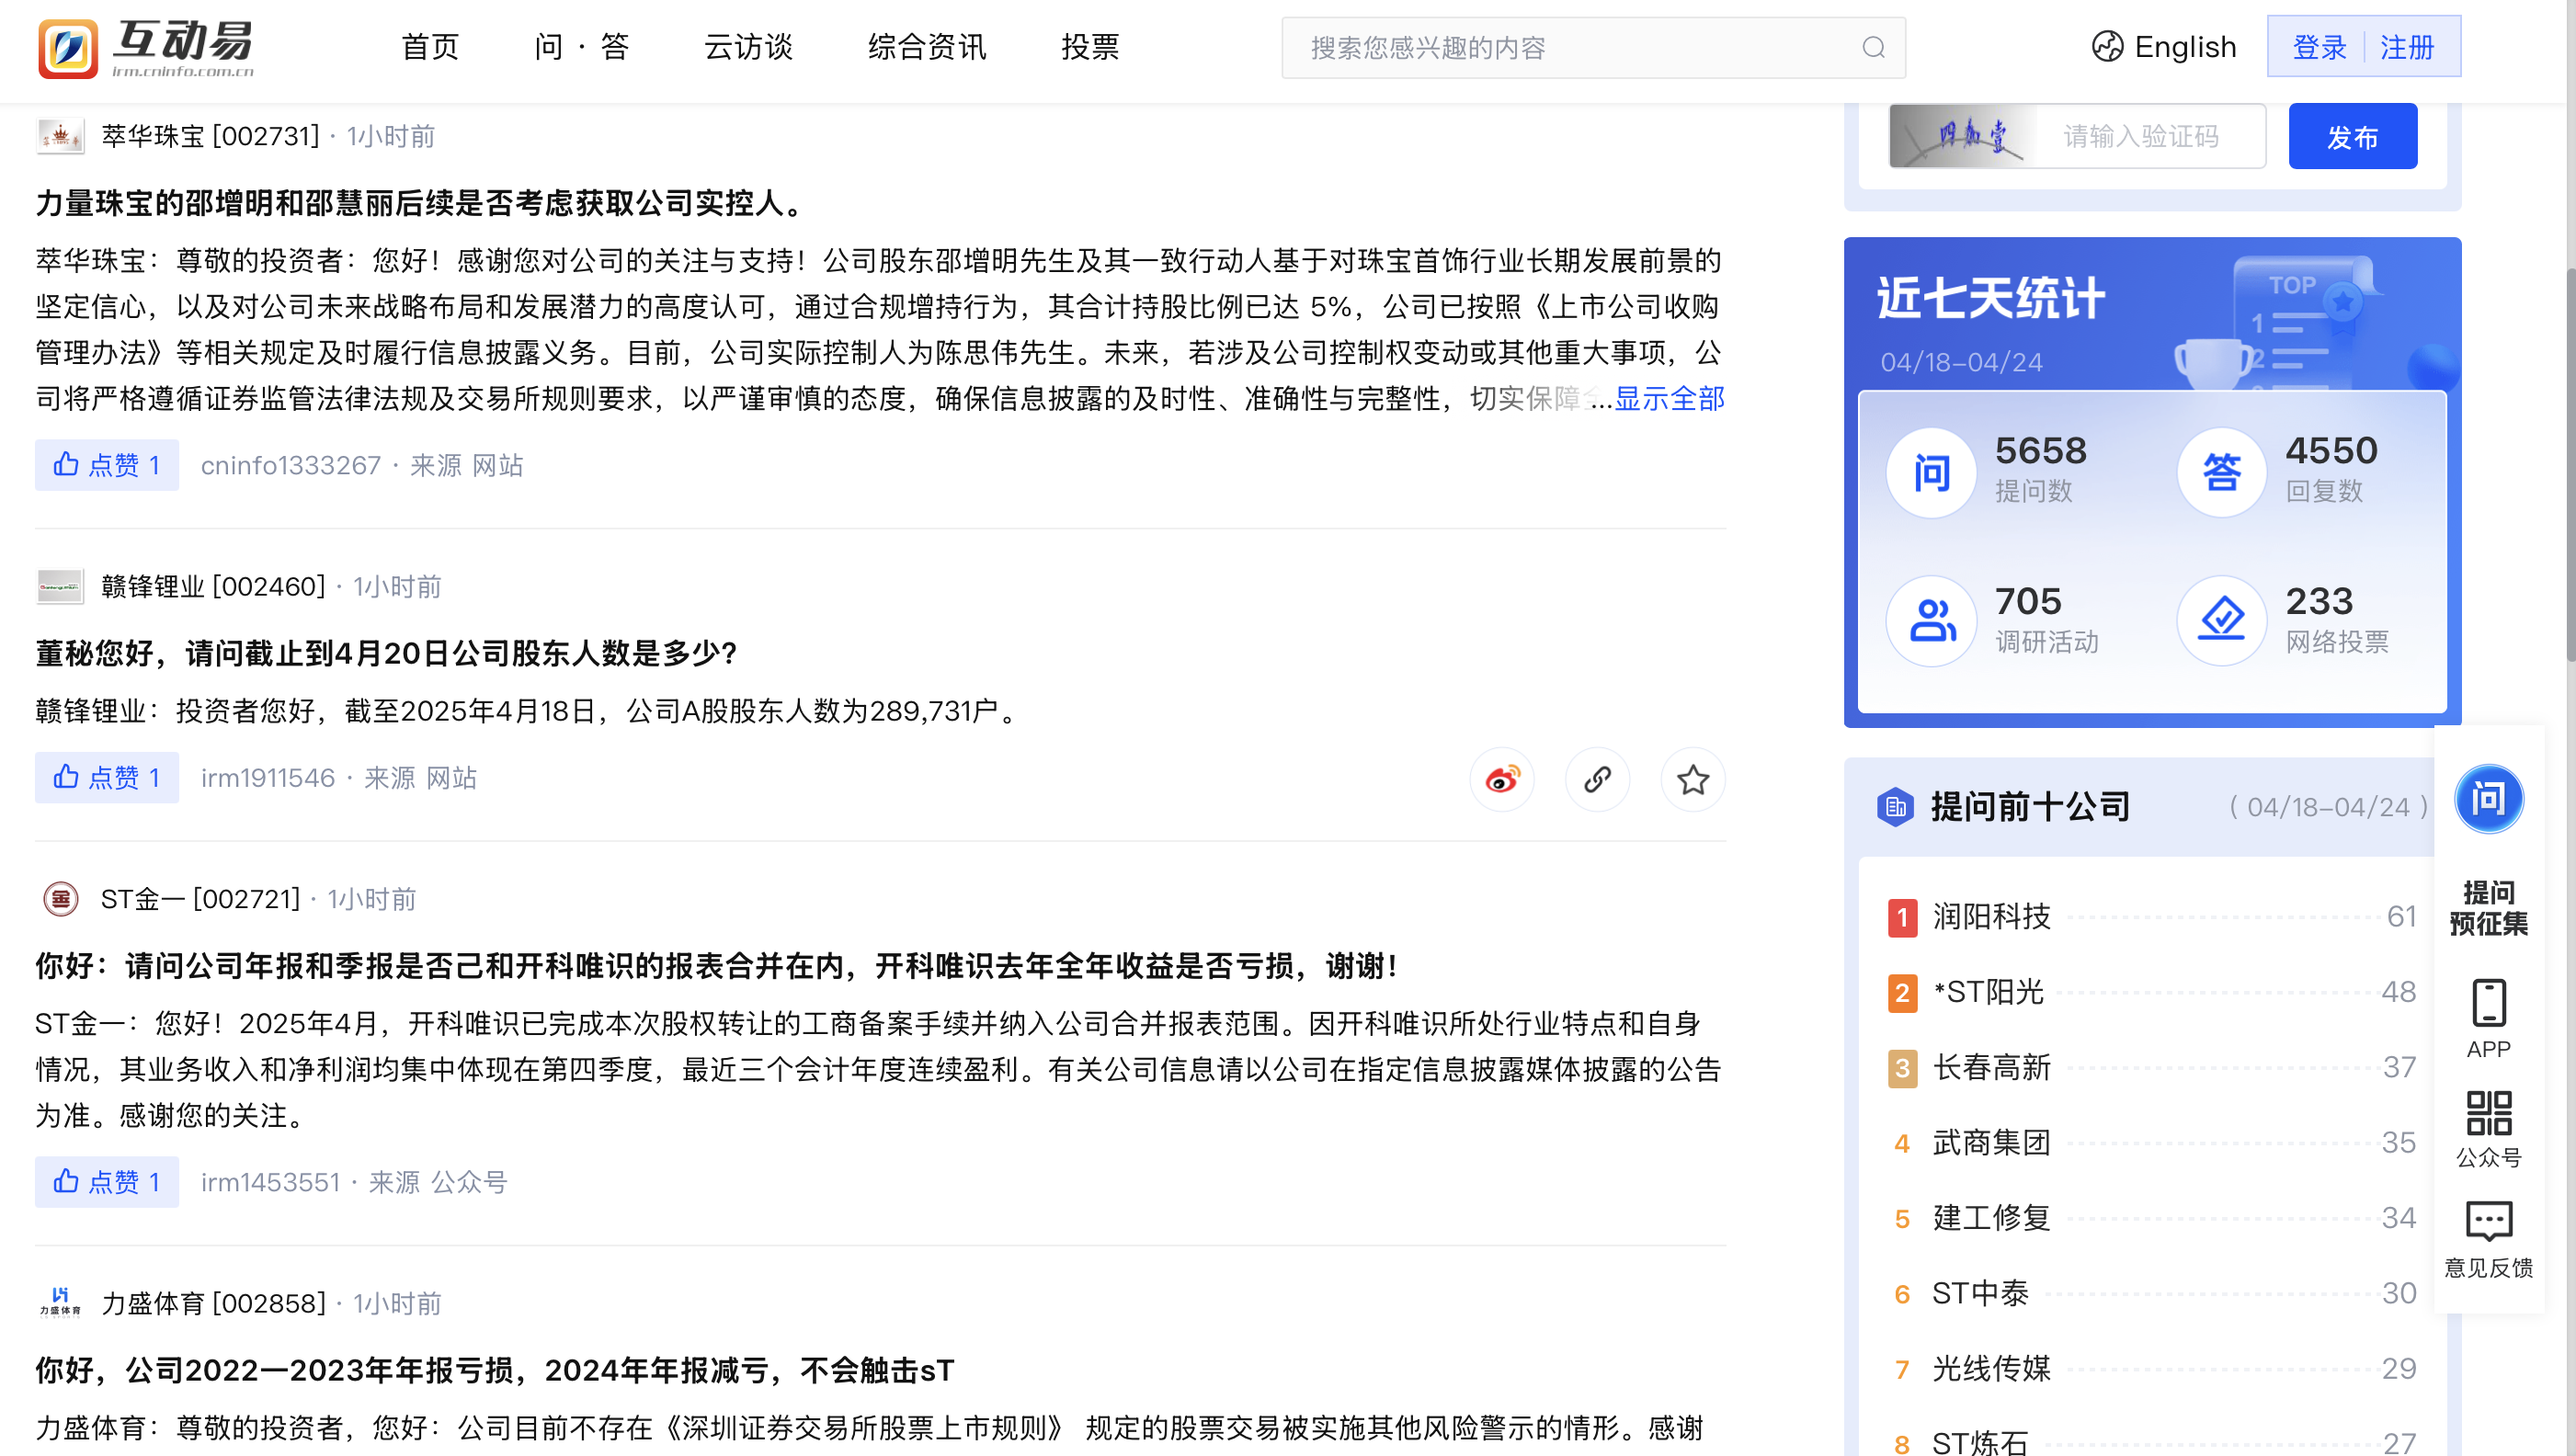 互动易
irm.cninfo.com.cn
首页
问 · 答
云访谈
综合资讯
投票
搜索您感兴趣的内容
English
登录
注册
萃华珠宝 [002731] · 1小时前
力量珠宝的邵增明和邵慧丽后续是否考虑获取公司实控人。
萃华珠宝：尊敬的投资者：您好！感谢您对公司的关注与支持！公司股东邵增明先生及其一致行动人基于对珠宝首饰行业长期发展前景的
坚定信心，以及对公司未来战略布局和发展潜力的高度认可，通过合规增持行为，其合计持股比例已达 5%，公司已按照《上市公司收购
管理办法》等相关规定及时履行信息披露义务。目前，公司实际控制人为陈思伟先生。未来，若涉及公司控制权变动或其他重大事项，公
司将严格遵循证券监管法律法规及交易所规则要求，以严谨审慎的态度，确保信息披露的及时性、准确性与完整性，切实保障...显示全部
点赞 1
cninfo1333267 · 来源 网站
赣锋锂业 [002460] · 1小时前
董秘您好，请问截止到4月20日公司股东人数是多少?
赣锋锂业：投资者您好，截至2025年4月18日，公司A股股东人数为289,731户。
点赞 1
irm1911546 · 来源 网站
ST金一 [002721] · 1小时前
你好：请问公司年报和季报是否己和开科唯识的报表合并在内，开科唯识去年全年收益是否亏损，谢谢！
ST金一：您好！2025年4月，开科唯识已完成本次股权转让的工商备案手续并纳入公司合并报表范围。因开科唯识所处行业特点和自身
情况，其业务收入和净利润均集中体现在第四季度，最近三个会计年度连续盈利。有关公司信息请以公司在指定信息披露媒体披露的公告
为准。感谢您的关注。
点赞 1
irm1453551 · 来源 公众号
力盛体育
力盛体育 [002858] · 1小时前
你好，公司2022—2023年年报亏损，2024年年报减亏，不会触击sT
力盛体育：尊敬的投资者，您好：公司目前不存在《深圳证券交易所股票上市规则》 规定的股票交易被实施其他风险警示的情形。感谢
四加壹
请输入验证码
发布
近七天统计
04/18-04/24
TOP
1
2
问
5658
提问数
答
4550
回复数
705
调研活动
233
网络投票
提问前十公司
( 04/18-04/24 )
1 润阳科技 61
2 *ST阳光 48
3 长春高新 37
4 武商集团 35
5 建工修复 34
6 ST中泰 30
7 光线传媒 29
8 ST炼石 27
问
提问
预征集
APP
公众号
意见反馈